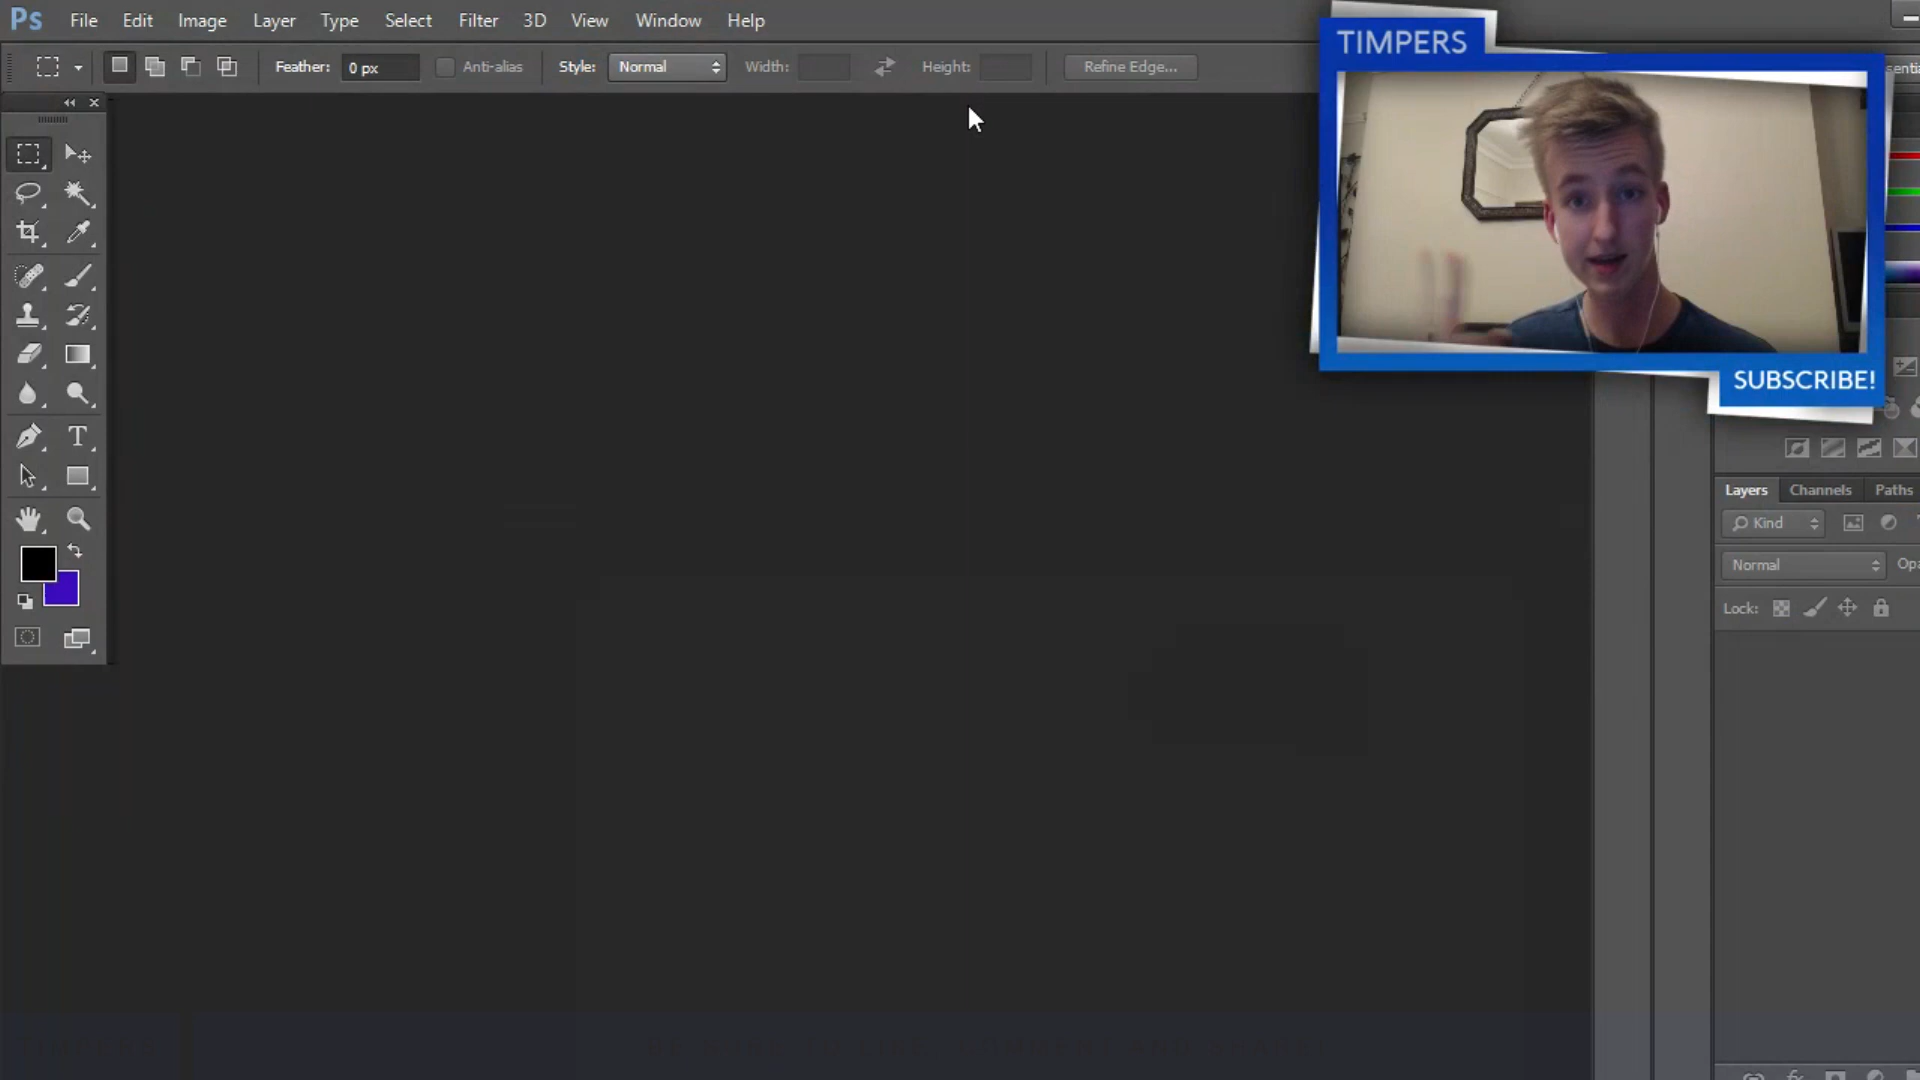 Ps File Edit Image Layer Type Select Filter 3D View Window Help
Feather: 0 px Anti-alias Style: Normal Width: Height: Refine Edge...
TIMPERS
SUBSCRIBE!
Layers Channels Paths
Kind
Normal
Lock:
T